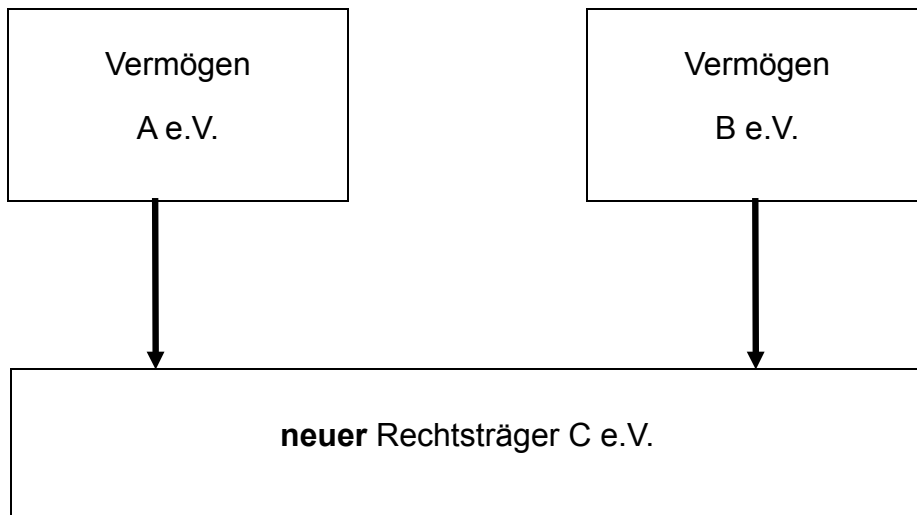 Vermögen
A e.V.
Vermögen
B e.V.
neuer Rechtsträger C e.V.